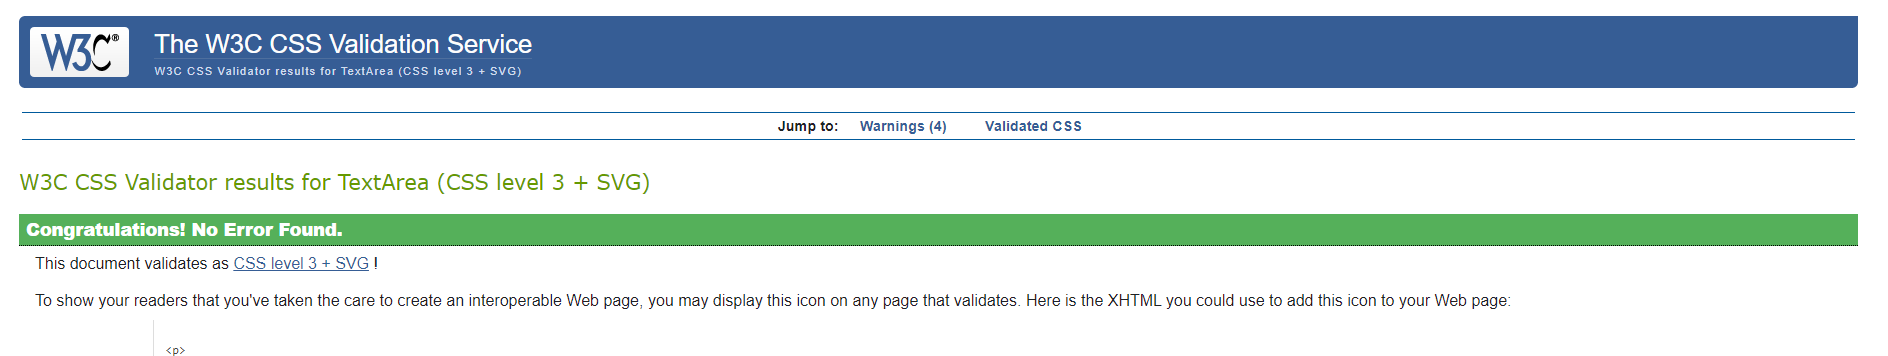 W3C®
The W3C CSS Validation Service
W3C CSS Validator results for TextArea (CSS level 3 + SVG)
Jump to: Warnings (4) Validated CSS
W3C CSS Validator results for TextArea (CSS level 3 + SVG)
Congratulations! No Error Found.
This document validates as CSS level 3 + SVG !
To show your readers that you've taken the care to create an interoperable Web page, you may display this icon on any page that validates. Here is the XHTML you could use to add this icon to your Web page:
<p>